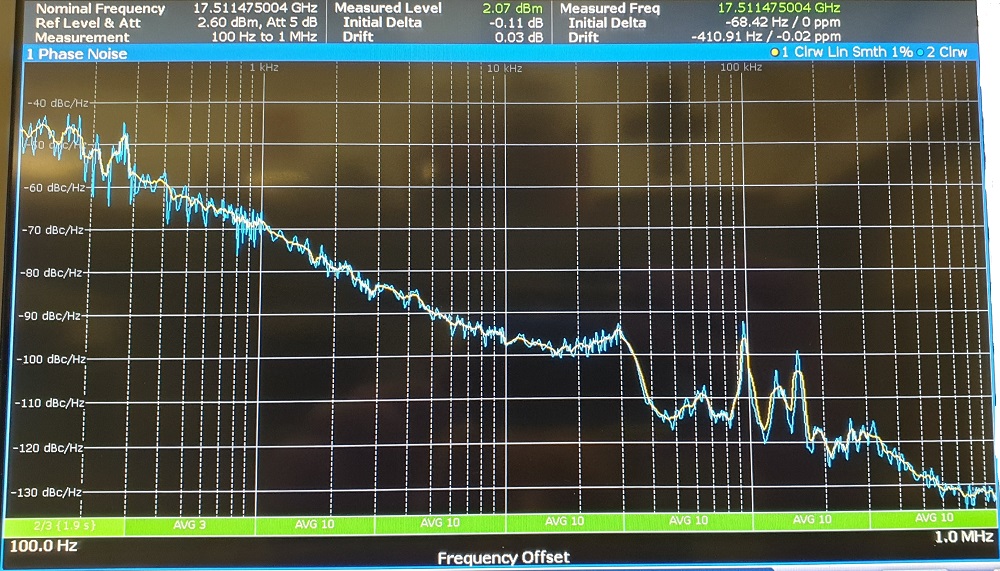 Nominal Frequency 17.511475004 GHz Measured Level 2.07 dBm Measured Freq 17.511475004 GHz
Ref Level & Att 2.60 dBm, Att 5 dB Initial Delta -0.11 dB Initial Delta -68.42 Hz / 0 ppm
Measurement 100 Hz to 1 MHz Drift 0.03 dB Drift -410.91 Hz / -0.02 ppm
1 Phase Noise 1 Clrw Lin Smth 1% 2 Clrw
1 kHz 10 kHz 100 kHz
-40 dBc/Hz
-60 dBc/Hz
-70 dBc/Hz
-80 dBc/Hz
-90 dBc/Hz
-100 dBc/Hz
-110 dBc/Hz
-120 dBc/Hz
-130 dBc/Hz
2/3 (1.9 s) AVG 3 AVG 10 AVG 10 AVG 10 AVG 10 AVG 10 AVG 10
100.0 Hz 1.0 MHz
Frequency Offset